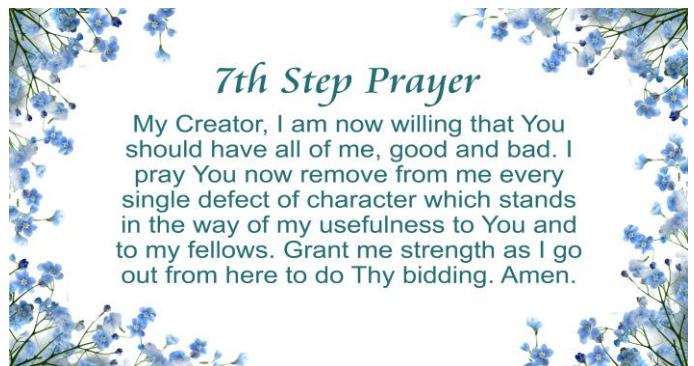 7th Step Prayer
My Creator, I am now willing that You
should have all of me, good and bad. I
pray You now remove from me every
single defect of character which stands
in the way of my usefulness to You and
to my fellows. Grant me strength as I go
out from here to do Thy bidding. Amen.